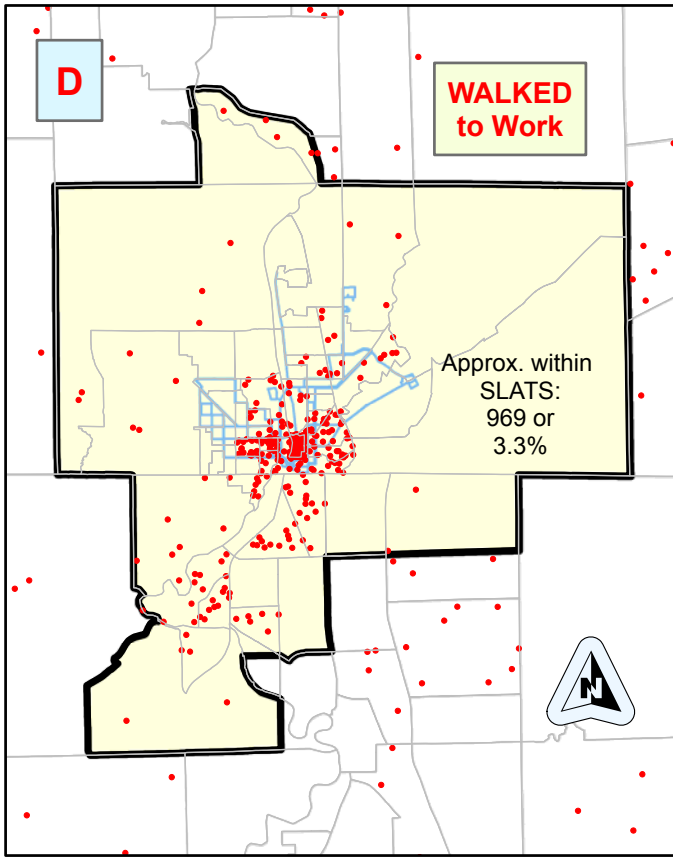 D
WALKED
to Work
Approx. within
SLATS:
969 or
3.3%
N